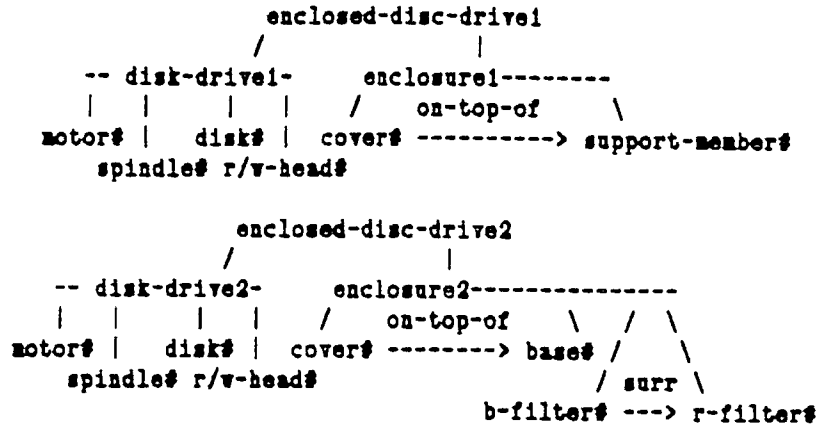 enclosed-disc-drive1
-- disk-drive1- enclosure1--------
on-top-of
motor# disk# cover# ----------> support-member#
spindle# r/w-head#
enclosed-disc-drive2
-- disk-drive2- enclosure2---------------
on-top-of
motor# disk# cover# --------> base#
spindle# r/w-head# surr
b-filter# ---> r-filter#